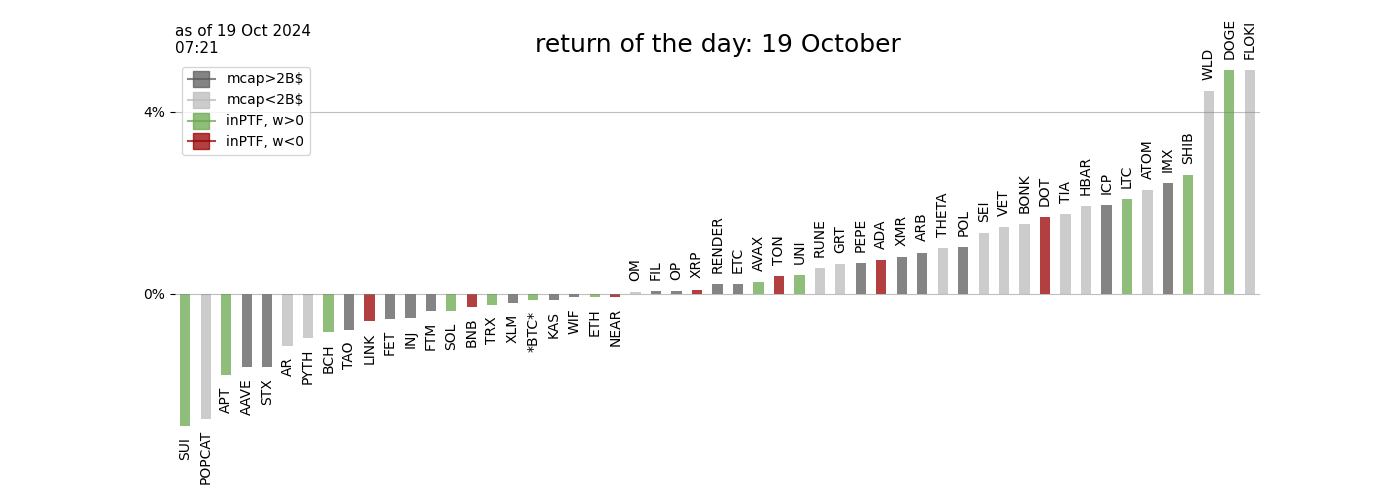 as of 19 Oct 2024
07:21
return of the day: 19 October
mcap>2B$
mcap<2B$
inPTF, w>0
inPTF, w<0
4%
0%
SUI
POPCAT
APT
AAVE
STX
AR
PYTH
BCH
TAO
LINK
FET
INJ
FTM
SOL
BNB
TRX
XLM
*BTC*
KAS
WIF
ETH
NEAR
OM
FIL
OP
XRP
RENDER
ETC
AVAX
TON
UNI
RUNE
GRT
PEPE
ADA
XMR
ARB
THETA
POL
SEI
VET
BONK
DOT
TIA
HBAR
ICP
LTC
ATOM
IMX
SHIB
WLD
DOGE
FLOKI